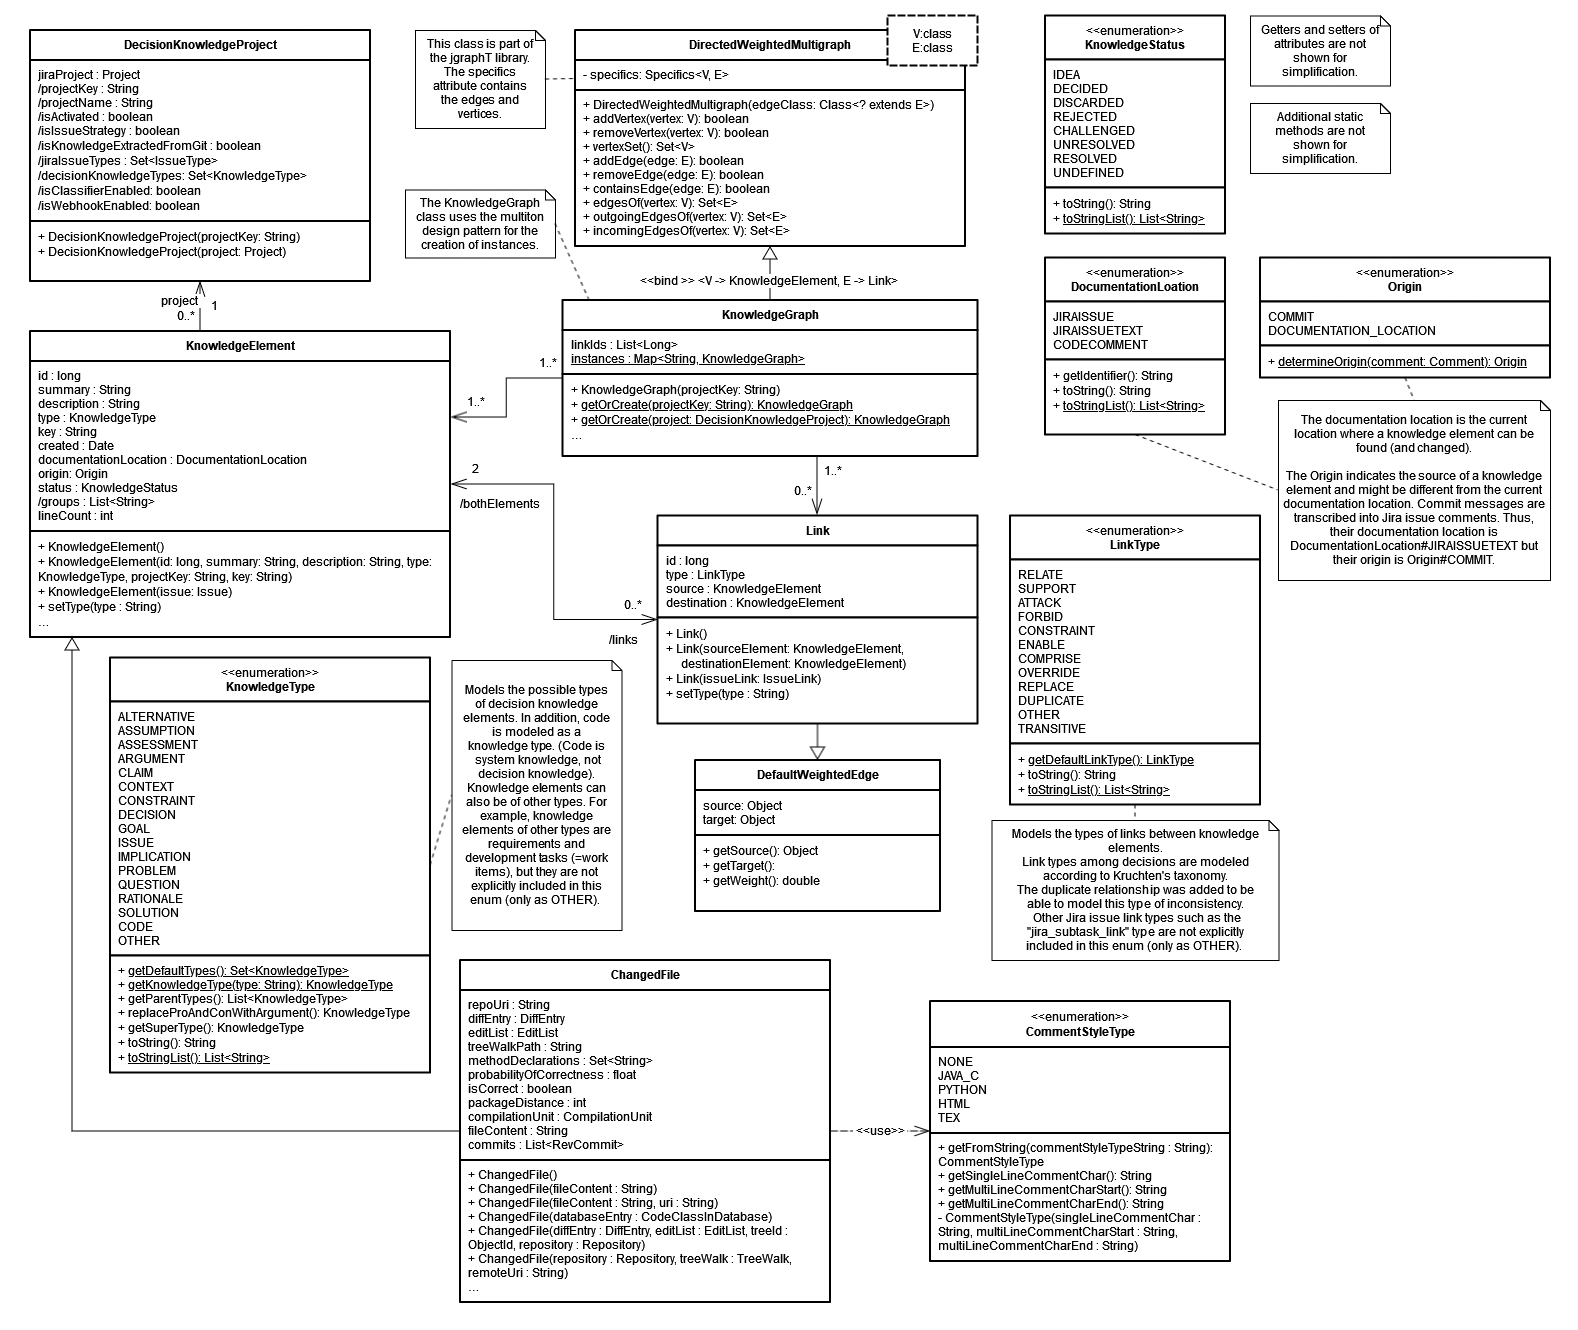 DecisionKnowledgeProject
jiraProject : Project
/projectKey : String
/projectName : String
/isActivated : boolean
/isIssueStrategy : boolean
/isKnowledgeExtractedFromGit : boolean
/jiraIssueTypes : Set<IssueType>
/decisionKnowledgeTypes: Set<KnowledgeType>
/isClassifierEnabled: boolean
/isWebhookEnabled: boolean
+ DecisionKnowledgeProject(projectKey: String)
+ DecisionKnowledgeProject(project: Project)
project
1
0..*
This class is part of
the jgraphT library.
The specifics
attribute contains
the edges and
vertices.
DirectedWeightedMultigraph
V:class
E:class
- specifics: Specifics<V, E>
+ DirectedWeightedMultigraph(edgeClass: Class<? extends E>)
+ addVertex(vertex: V): boolean
+ removeVertex(vertex: V): boolean
+ vertexSet(): Set<V>
+ addEdge(edge: E): boolean
+ removeEdge(edge: E): boolean
+ containsEdge(edge: E): boolean
+ edgesOf(vertex: V): Set<E>
+ outgoingEdgesOf(vertex: V): Set<E>
+ incomingEdgesOf(vertex: V): Set<E>
The KnowledgeGraph
class uses the multiton
design pattern for the
creation of instances.
<<bind >> <V -> KnowledgeElement, E -> Link>
KnowledgeGraph
linkIds : List<Long>
instances : Map<String, KnowledgeGraph>
+ KnowledgeGraph(projectKey: String)
+ getOrCreate(projectKey: String): KnowledgeGraph
+ getOrCreate(project: DecisionKnowledgeProject): KnowledgeGraph
...
1..*
1..*
1..*
0..*
<<enumeration>>
KnowledgeStatus
IDEA
DECIDED
DISCARDED
REJECTED
CHALLENGED
UNRESOLVED
RESOLVED
UNDEFINED
+ toString(): String
+ toStringList(): List<String>
Getters and setters of
attributes are not
shown for
simplification.
Additional static
methods are not
shown for
simplification.
<<enumeration>>
DocumentationLoation
JIRAISSUE
JIRAISSUETEXT
CODECOMMENT
+ getIdentifier(): String
+ toString(): String
+ toStringList(): List<String>
<<enumeration>>
Origin
COMMIT
DOCUMENTATION_LOCATION
+ determineOrigin(comment: Comment): Origin
The documentation location is the current
location where a knowledge element can be
found (and changed).
The Origin indicates the source of a knowledge
element and might be different from the current
documentation location. Commit messages are
transcribed into Jira issue comments. Thus,
their documentation location is
DocumentationLocation#JIRAISSUETEXT but
their origin is Origin#COMMIT.
KnowledgeElement
id : long
summary : String
description : String
type : KnowledgeType
key : String
created : Date
documentationLocation : DocumentationLocation
origin: Origin
status : KnowledgeStatus
/groups : List<String>
lineCount : int
+ KnowledgeElement()
+ KnowledgeElement(id: long, summary: String, description: String, type:
KnowledgeType, projectKey: String, key: String)
+ KnowledgeElement(issue: Issue)
+ setType(type : String)
...
2
/bothElements
0..*
/links
Link
id : long
type : LinkType
source : KnowledgeElement
destination : KnowledgeElement
+ Link()
+ Link(sourceElement: KnowledgeElement,
destinationElement: KnowledgeElement)
+ Link(issueLink: IssueLink)
+ setType(type : String)
DefaultWeightedEdge
source: Object
target: Object
+ getSource(): Object
+ getTarget():
+ getWeight(): double
<<enumeration>>
LinkType
RELATE
SUPPORT
ATTACK
FORBID
CONSTRAINT
ENABLE
COMPRISE
OVERRIDE
REPLACE
DUPLICATE
OTHER
TRANSITIVE
+ getDefaultLinkType(): LinkType
+ toString(): String
+ toStringList(): List<String>
Models the types of links between knowledge
elements.
Link types among decisions are modeled
according to Kruchten's taxonomy.
The duplicate relationship was added to be
able to model this type of inconsistency.
Other Jira issue link types such as the
"jira_subtask_link" type are not explicitly
included in this enum (only as OTHER).
<<enumeration>>
KnowledgeType
ALTERNATIVE
ASSUMPTION
ASSESSMENT
ARGUMENT
CLAIM
CONTEXT
CONSTRAINT
DECISION
GOAL
ISSUE
IMPLICATION
PROBLEM
QUESTION
RATIONALE
SOLUTION
CODE
OTHER
+ getDefaultTypes(): Set<KnowledgeType>
+ getKnowledgeType(type: String): KnowledgeType
+ getParentTypes(): List<KnowledgeType>
+ replaceProAndConWithArgument(): KnowledgeType
+ getSuperType(): KnowledgeType
+ toString(): String
+ toStringList(): List<String>
Models the possible types
of decision knowledge
elements. In addition, code
is modeled as a
knowledge type. (Code is
system knowledge, not
decision knowledge).
Knowledge elements can
also be of other types. For
example, knowledge
elements of other types are
requirements and
development tasks (=work
items), but they are not
explicitly included in this
enum (only as OTHER).
ChangedFile
repoUri : String
diffEntry : DiffEntry
editList : EditList
treeWalkPath : String
methodDeclarations : Set<String>
probabilityOfCorrectness : float
isCorrect : boolean
packageDistance : int
compilationUnit : CompilationUnit
fileContent : String
commits : List<RevCommit>
+ ChangedFile()
+ ChangedFile(fileContent : String)
+ ChangedFile(fileContent : String, uri : String)
+ ChangedFile(databaseEntry : CodeClassInDatabase)
+ ChangedFile(diffEntry : DiffEntry, editList : EditList, treeId :
ObjectId, repository : Repository)
+ ChangedFile(repository : Repository, treeWalk : TreeWalk,
remoteUri : String)
...
<<use>>
<<enumeration>>
CommentStyleType
NONE
JAVA_C
PYTHON
HTML
TEX
+ getFromString(commentStyleTypeString : String):
CommentStyleType
+ getSingleLineCommentChar(): String
+ getMultiLineCommentCharStart(): String
+ getMultiLineCommentCharEnd(): String
- CommentStyleType(singleLineCommentChar :
String, multiLineCommentCharStart : String,
multiLineCommentCharEnd : String)